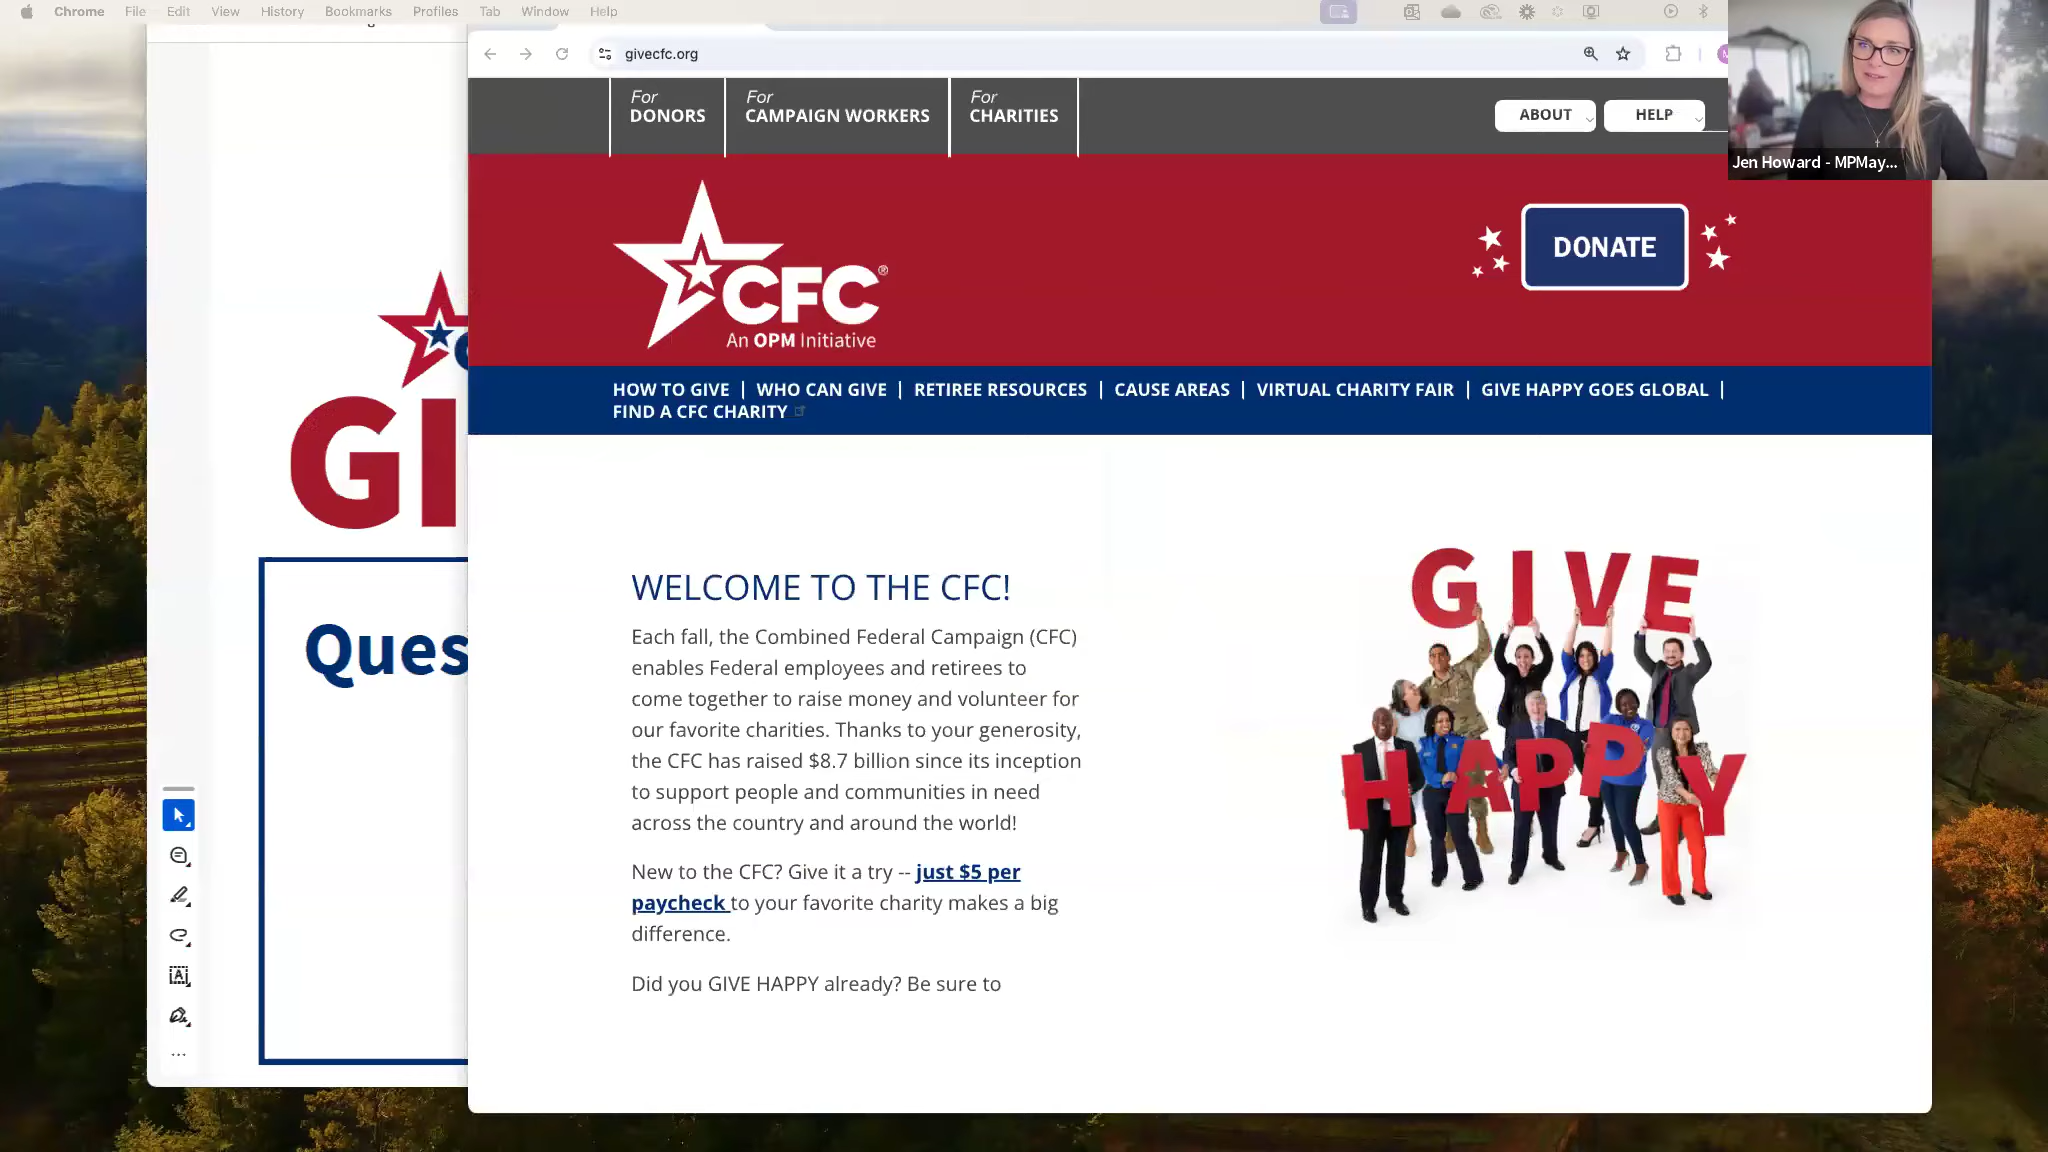 Chrome File Edit View History Bookmarks Profiles Tab Window Help
givecfc.org
For DONORS
For CAMPAIGN WORKERS
For CHARITIES
ABOUT
HELP
Jen Howard - MPMay...
CFC®
An OPM Initiative
DONATE
HOW TO GIVE | WHO CAN GIVE | RETIREE RESOURCES | CAUSE AREAS | VIRTUAL CHARITY FAIR | GIVE HAPPY GOES GLOBAL |
FIND A CFC CHARITY
GI
Ques
WELCOME TO THE CFC!
Each fall, the Combined Federal Campaign (CFC)
enables Federal employees and retirees to
come together to raise money and volunteer for
our favorite charities. Thanks to your generosity,
the CFC has raised $8.7 billion since its inception
to support people and communities in need
across the country and around the world!
New to the CFC? Give it a try -- just $5 per
paycheck to your favorite charity makes a big
difference.
Did you GIVE HAPPY already? Be sure to
GIVE
HAPPY